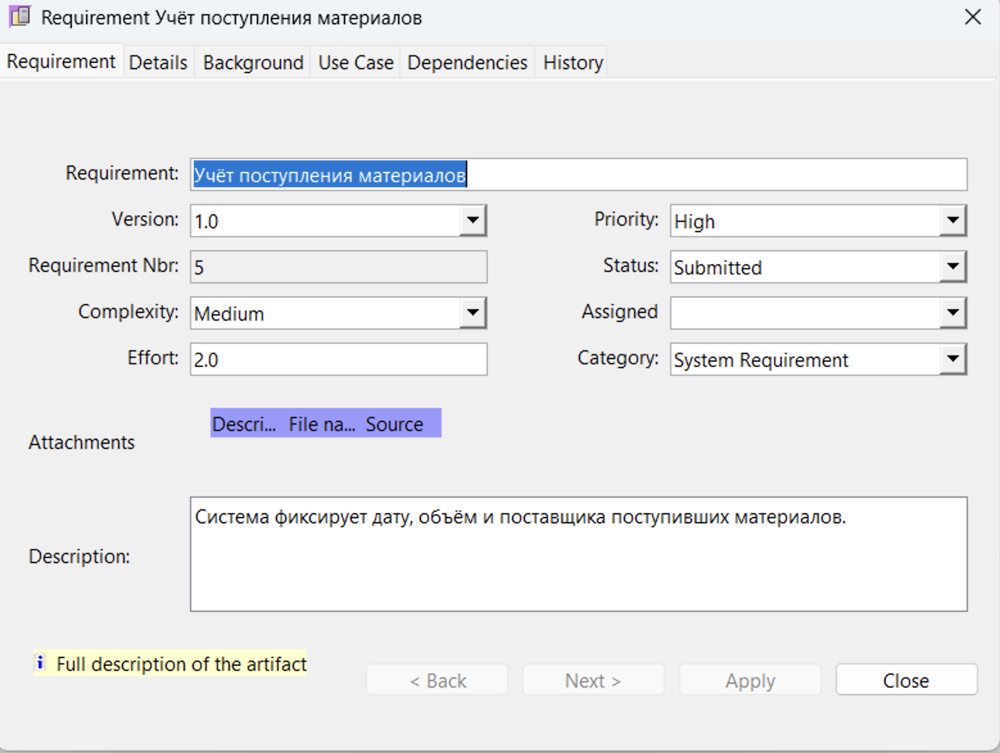 Requirement Учёт поступления материалов
Requirement Details Background Use Case Dependencies History
Requirement: Учёт поступления материалов
Version: 1.0 Priority: High
Requirement Nbr: 5 Status: Submitted
Complexity: Medium Assigned
Effort: 2.0 Category: System Requirement
Descri... File na... Source
Attachments
Система фиксирует дату, объём и поставщика поступивших материалов.
Description:
i Full description of the artifact
< Back Next > Apply Close